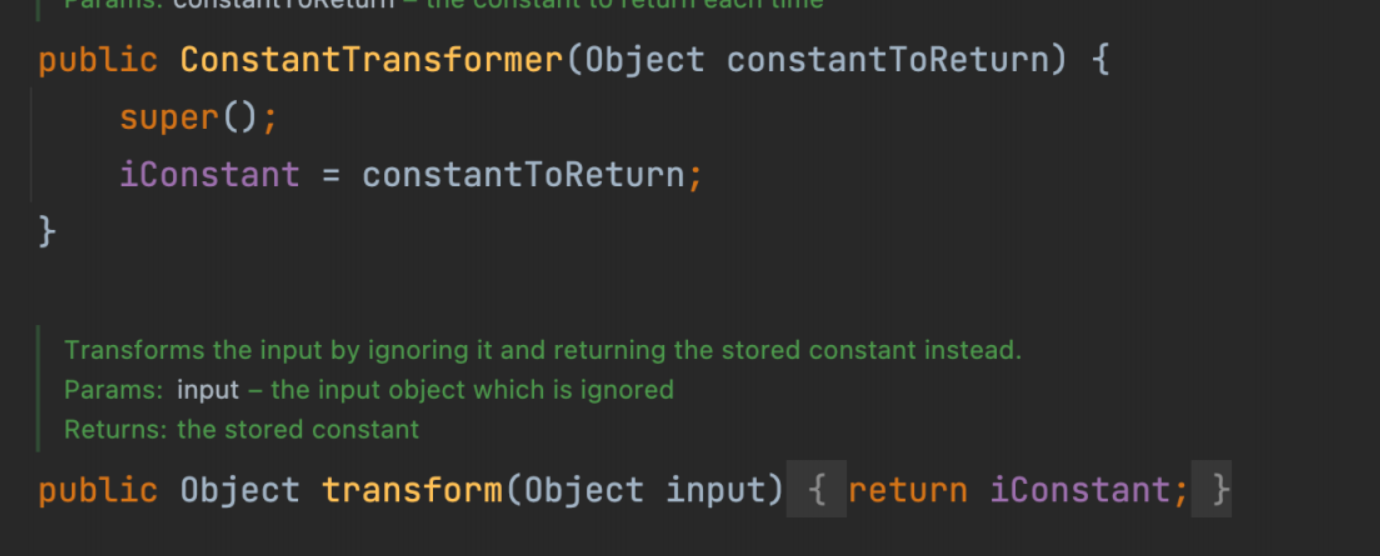 Params: constantToReturn – the constant to return each time
public ConstantTransformer(Object constantToReturn) {
super();
iConstant = constantToReturn;
}
Transforms the input by ignoring it and returning the stored constant instead.
Params: input – the input object which is ignored
Returns: the stored constant
public Object transform(Object input) { return iConstant; }